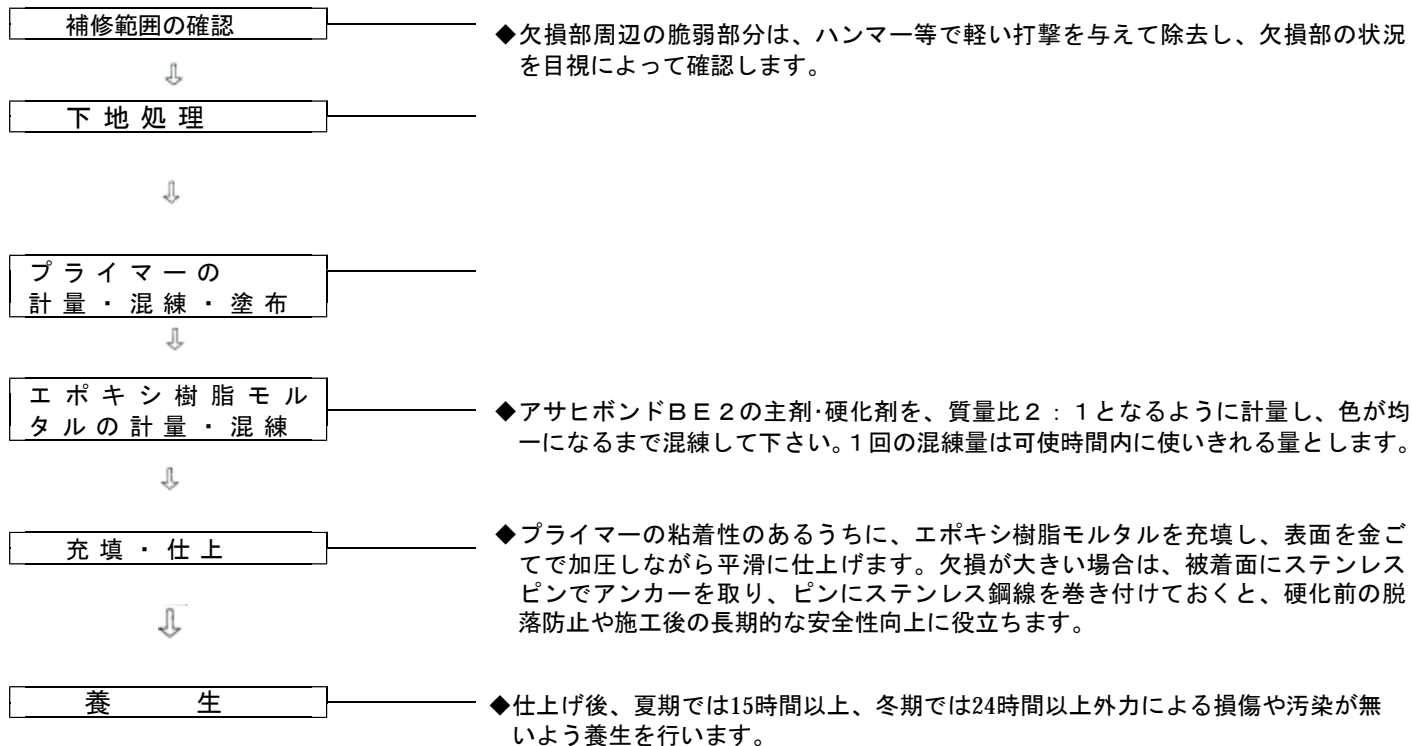 補修範囲の確認
◆欠損部周辺の脆弱部分は、ハンマー等で軽い打撃を与えて除去し、欠損部の状況
を目視によって確認します。
⇩
下地処理
⇩
プライマーの
計量・混練・塗布
⇩
エポキシ樹脂モル
タルの計量・混練
◆アサヒボンドＢＥ２の主剤・硬化剤を、質量比２：１となるように計量し、色が均
一になるまで混練して下さい。１回の混練量は可使時間内に使いきれる量とします。
⇩
充填・仕上
◆プライマーの粘着性のあるうちに、エポキシ樹脂モルタルを充填し、表面を金ご
てで加圧しながら平滑に仕上げます。欠損が大きい場合は、被着面にステンレス
ピンでアンカーを取り、ピンにステンレス鋼線を巻き付けておくと、硬化前の脱
落防止や施工後の長期的な安全性向上に役立ちます。
⇩
養　　生
◆仕上げ後、夏期では15時間以上、冬期では24時間以上外力による損傷や汚染が無
いよう養生を行います。